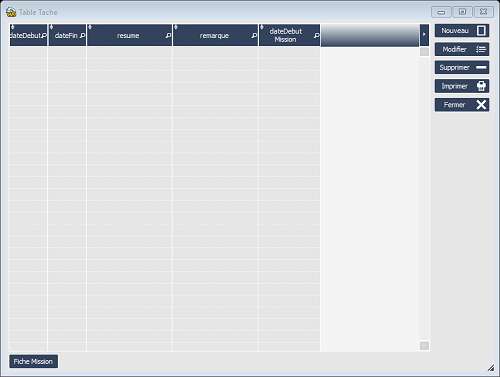 Table Tache
dateDebut
dateFin
resume
remarque
dateDebut
Mission
Nouveau
Modifier
Supprimer
Imprimer
Fermer
Fiche Mission